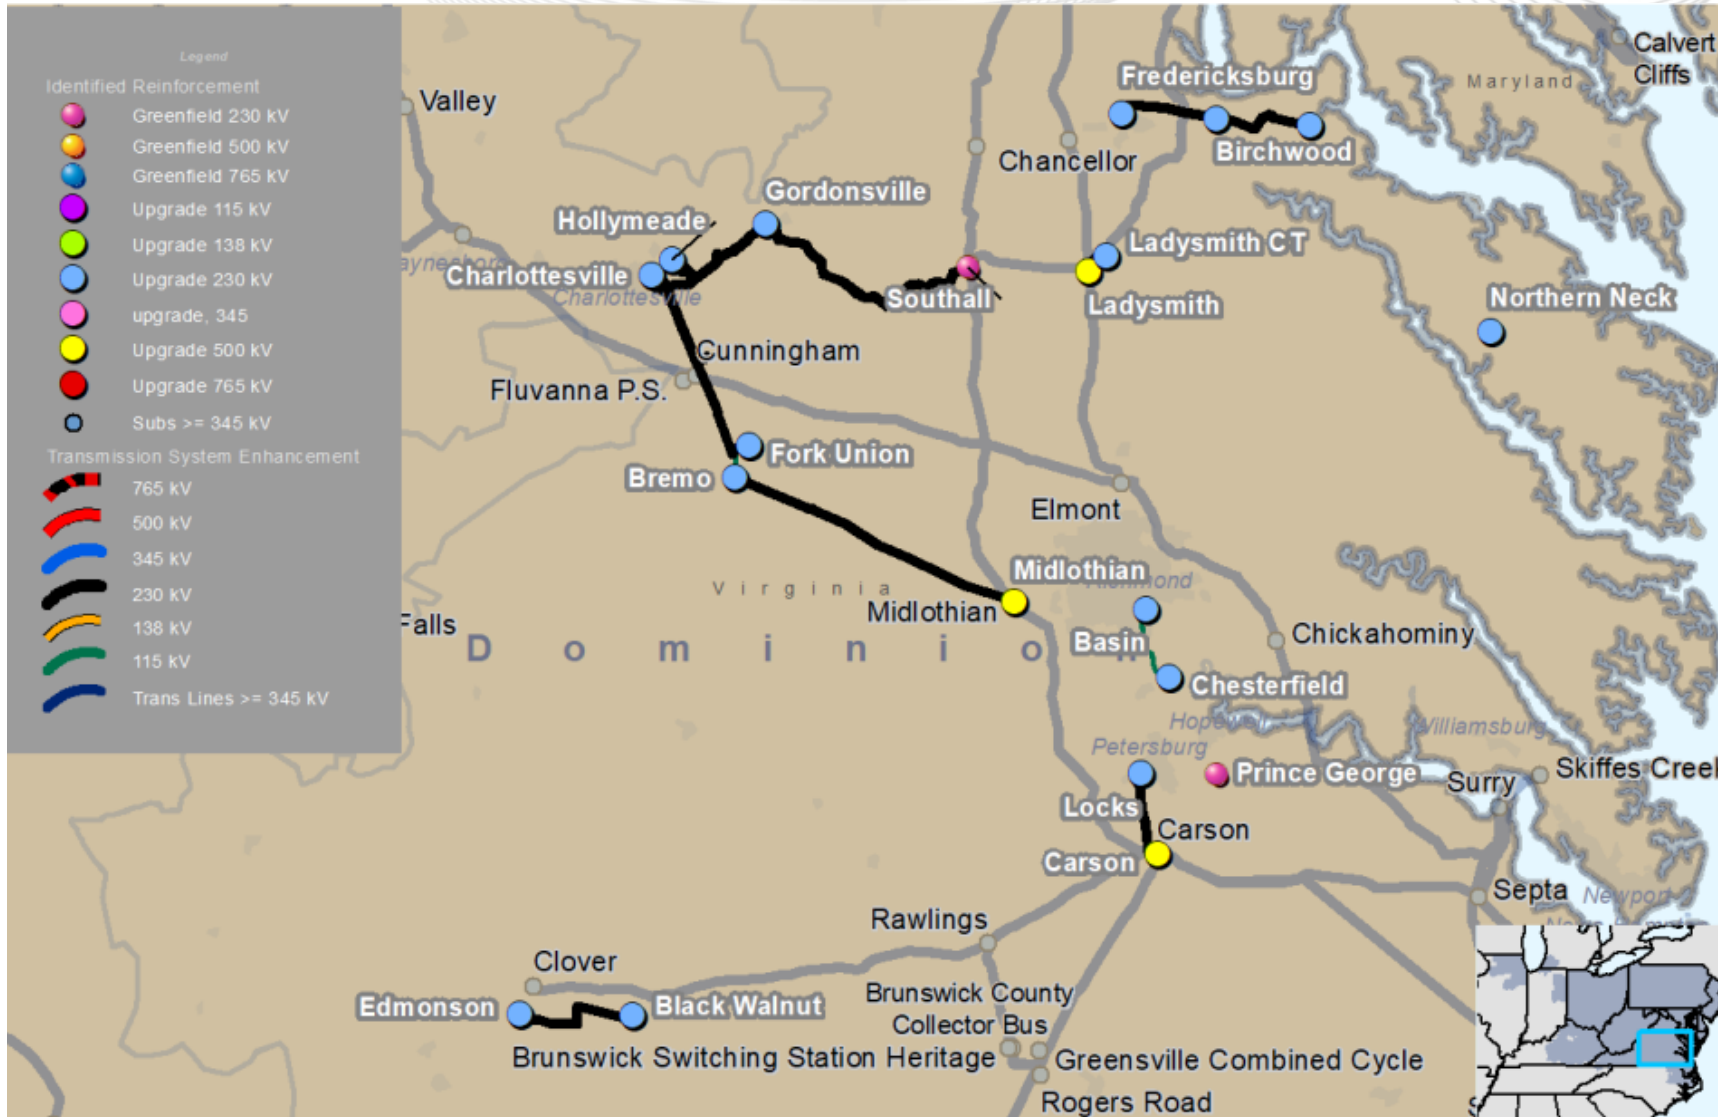 Legend
Identified Reinforcement
Greenfield 230 kV
Greenfield 500 kV
Greenfield 765 kV
Upgrade 115 kV
Upgrade 138 kV
Upgrade 230 kV
upgrade, 345
Upgrade 500 kV
Upgrade 765 kV
Subs >= 345 kV
Transmission System Enhancement
765 kV
500 kV
345 kV
230 kV
138 kV
115 kV
Trans Lines >= 345 kV
Valley
Calvert
Cliffs
Maryland
Fredericksburg
Birchwood
Chancellor
Gordonsville
Hollymeade
Charlottesville
Charlottesville
Ladysmith CT
Southall
Ladysmith
Northern Neck
Cunningham
Fluvanna P.S.
Fork Union
Bremo
Elmont
Midlothian
Richmond
Virginia
Midlothian
Falls
Dominion
Basin
Chickahominy
Chesterfield
Hopewell
Williamsburg
Petersburg
Prince George
Skiffes Creek
Surry
Locks
Carson
Carson
Septa
Newport
Rawlings
Clover
Edmonson
Black Walnut
Brunswick County
Collector Bus
Brunswick Switching Station Heritage
Greensville Combined Cycle
Rogers Road